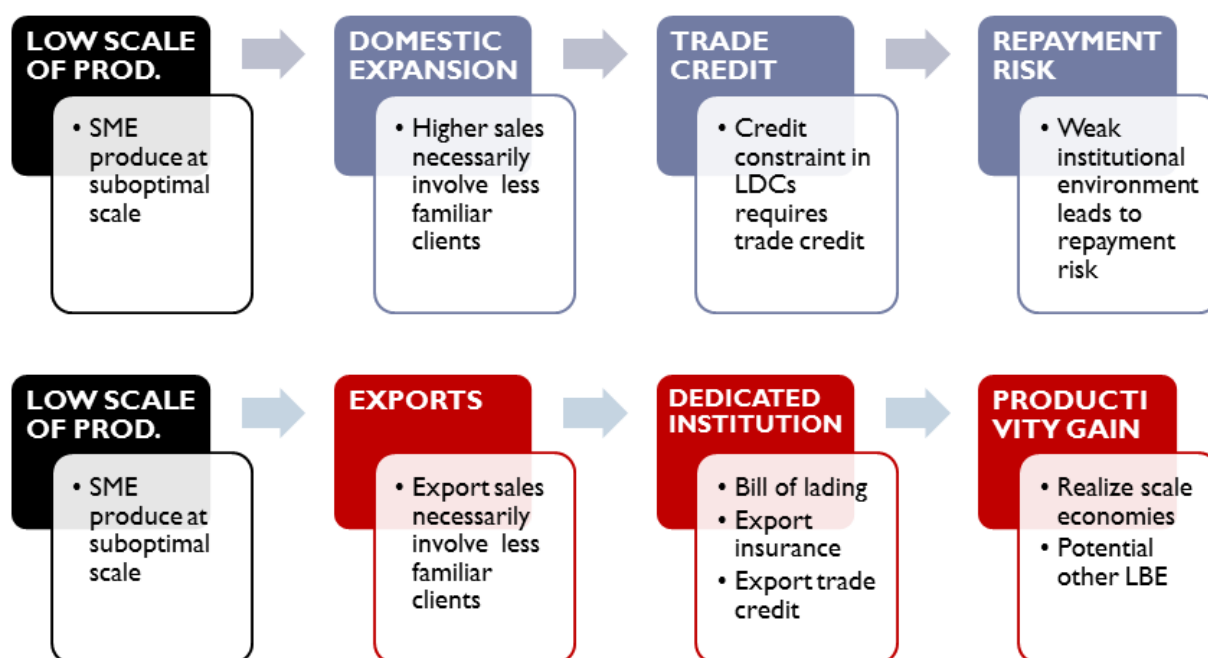 LOW SCALE
OF PROD.
• SME
produce at
suboptimal
scale
DOMESTIC
EXPANSION
• Higher sales
necessarily
involve less
familiar
clients
TRADE
CREDIT
• Credit
constraint in
LDCs
requires
trade credit
REPAYMENT
RISK
• Weak
institutional
environment
leads to
repayment
risk
LOW SCALE
OF PROD.
• SME
produce at
suboptimal
scale
EXPORTS
• Export sales
necessarily
involve less
familiar
clients
DEDICATED
INSTITUTION
• Bill of lading
• Export
insurance
• Export trade
credit
PRODUCTI
VITY GAIN
• Realize scale
economies
• Potential
other LBE